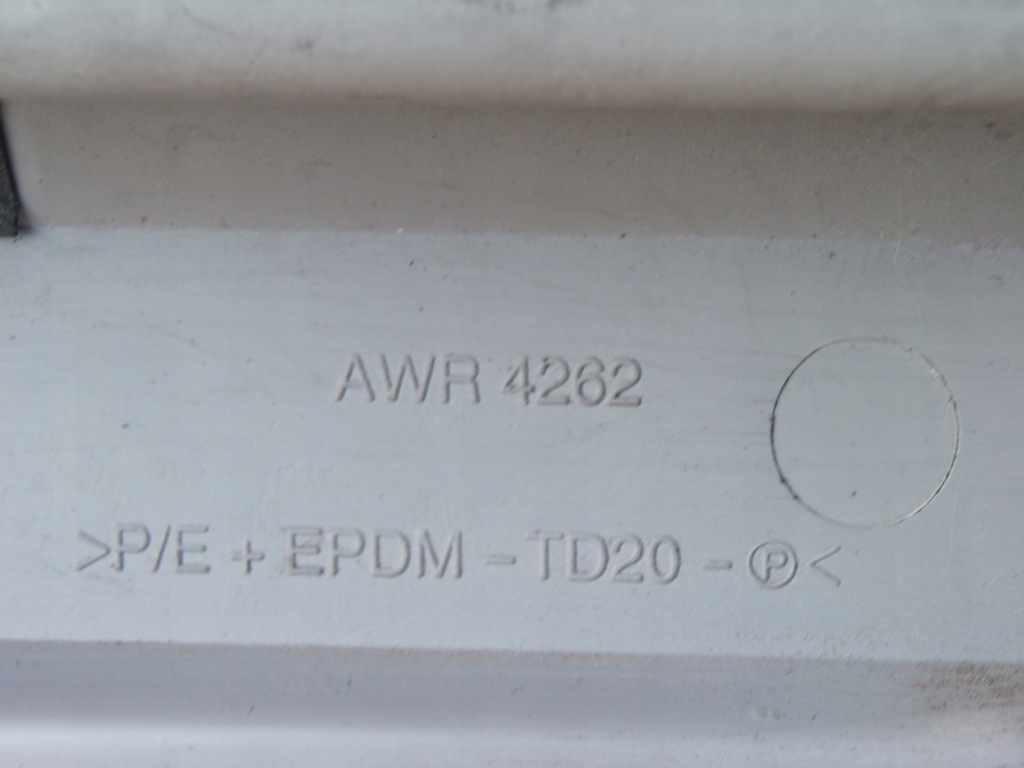 AWR 4262
>P/E + EPDM - TD20 - Ⓟ<